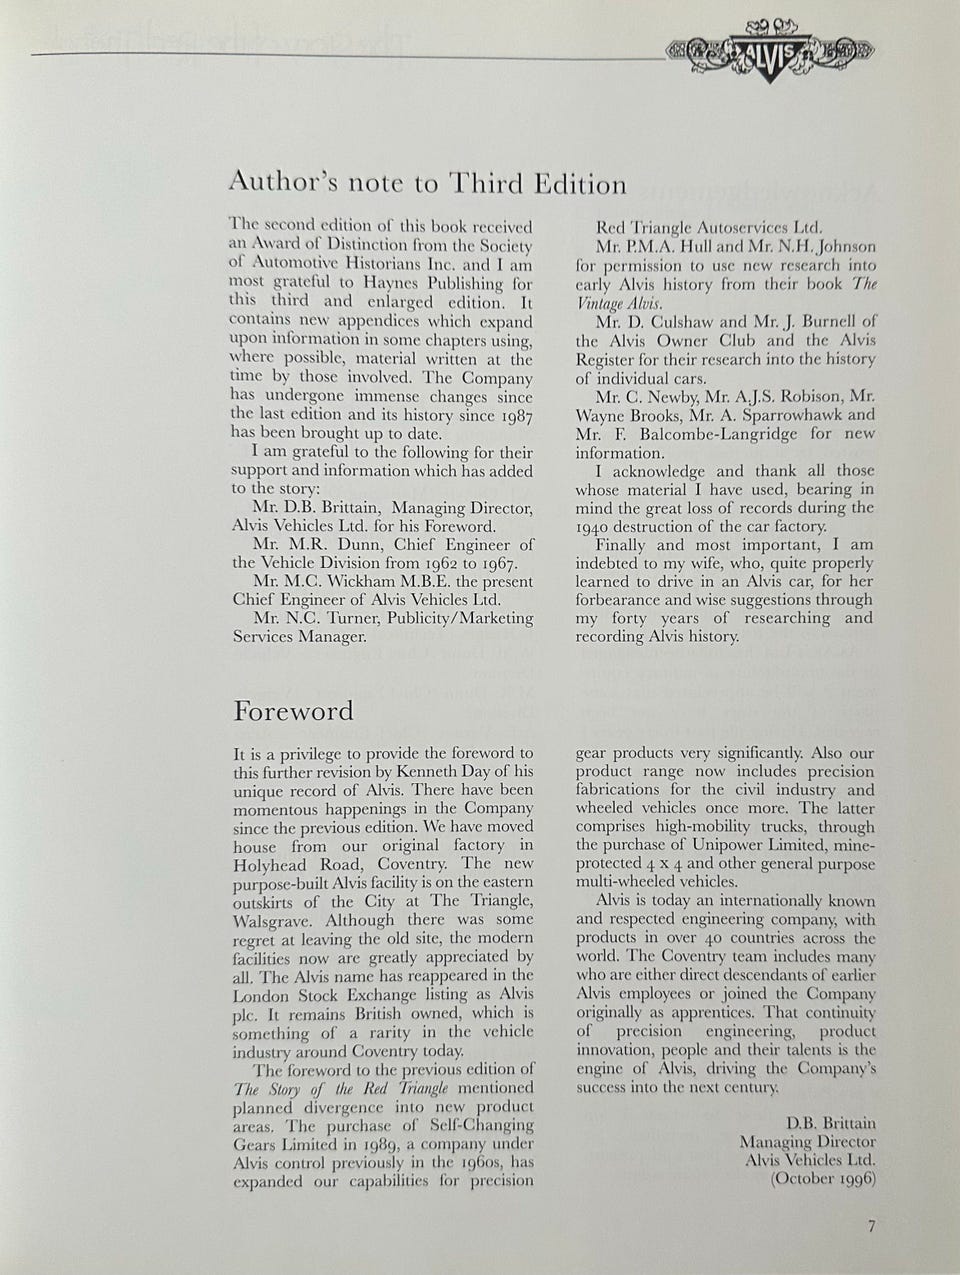 ALVIS
Author's note to Third Edition
The second edition of this book received
an Award of Distinction from the Society
of Automotive Historians Inc. and I am
most grateful to Haynes Publishing for
this third and enlarged edition. It
contains new appendices which expand
upon information in some chapters using,
where possible, material written at the
time by those involved. The Company
has undergone immense changes since
the last edition and its history since 1987
has been brought up to date.
I am grateful to the following for their
support and information which has added
to the story:
Mr. D.B. Brittain, Managing Director,
Alvis Vehicles Ltd. for his Foreword.
Mr. M.R. Dunn, Chief Engineer of
the Vehicle Division from 1962 to 1967.
Mr. M.C. Wickham M.B.E. the present
Chief Engineer of Alvis Vehicles Ltd.
Mr. N.C. Turner, Publicity/Marketing
Services Manager.
Red Triangle Autoservices Ltd.
Mr. P.M.A. Hull and Mr. N.H. Johnson
for permission to use new research into
early Alvis history from their book The
Vintage Alvis.
Mr. D. Culshaw and Mr. J. Burnell of
the Alvis Owner Club and the Alvis
Register for their research into the history
of individual cars.
Mr. C. Newby, Mr. A.J.S. Robison, Mr.
Wayne Brooks, Mr. A. Sparrowhawk and
Mr. F. Balcombe-Langridge for new
information.
I acknowledge and thank all those
whose material I have used, bearing in
mind the great loss of records during the
1940 destruction of the car factory.
Finally and most important, I am
indebted to my wife, who, quite properly
learned to drive in an Alvis car, for her
forbearance and wise suggestions through
my forty years of researching and
recording Alvis history.
Foreword
It is a privilege to provide the foreword to
this further revision by Kenneth Day of his
unique record of Alvis. There have been
momentous happenings in the Company
since the previous edition. We have moved
house from our original factory in
Holyhead Road, Coventry. The new
purpose-built Alvis facility is on the eastern
outskirts of the City at The Triangle,
Walsgrave. Although there was some
regret at leaving the old site, the modern
facilities now are greatly appreciated by
all. The Alvis name has reappeared in the
London Stock Exchange listing as Alvis
plc. It remains British owned, which is
something of a rarity in the vehicle
industry around Coventry today.
The foreword to the previous edition of
The Story of the Red Triangle mentioned
planned divergence into new product
areas. The purchase of Self-Changing
Gears Limited in 1989, a company under
Alvis control previously in the 1960s, has
expanded our capabilities for precision
gear products very significantly. Also our
product range now includes precision
fabrications for the civil industry and
wheeled vehicles once more. The latter
comprises high-mobility trucks, through
the purchase of Unipower Limited, mine-
protected 4 x 4 and other general purpose
multi-wheeled vehicles.
Alvis is today an internationally known
and respected engineering company, with
products in over 40 countries across the
world. The Coventry team includes many
who are either direct descendants of earlier
Alvis employees or joined the Company
originally as apprentices. That continuity
of precision engineering, product
innovation, people and their talents is the
engine of Alvis, driving the Company's
success into the next century.
D.B. Brittain
Managing Director
Alvis Vehicles Ltd.
(October 1996)
7